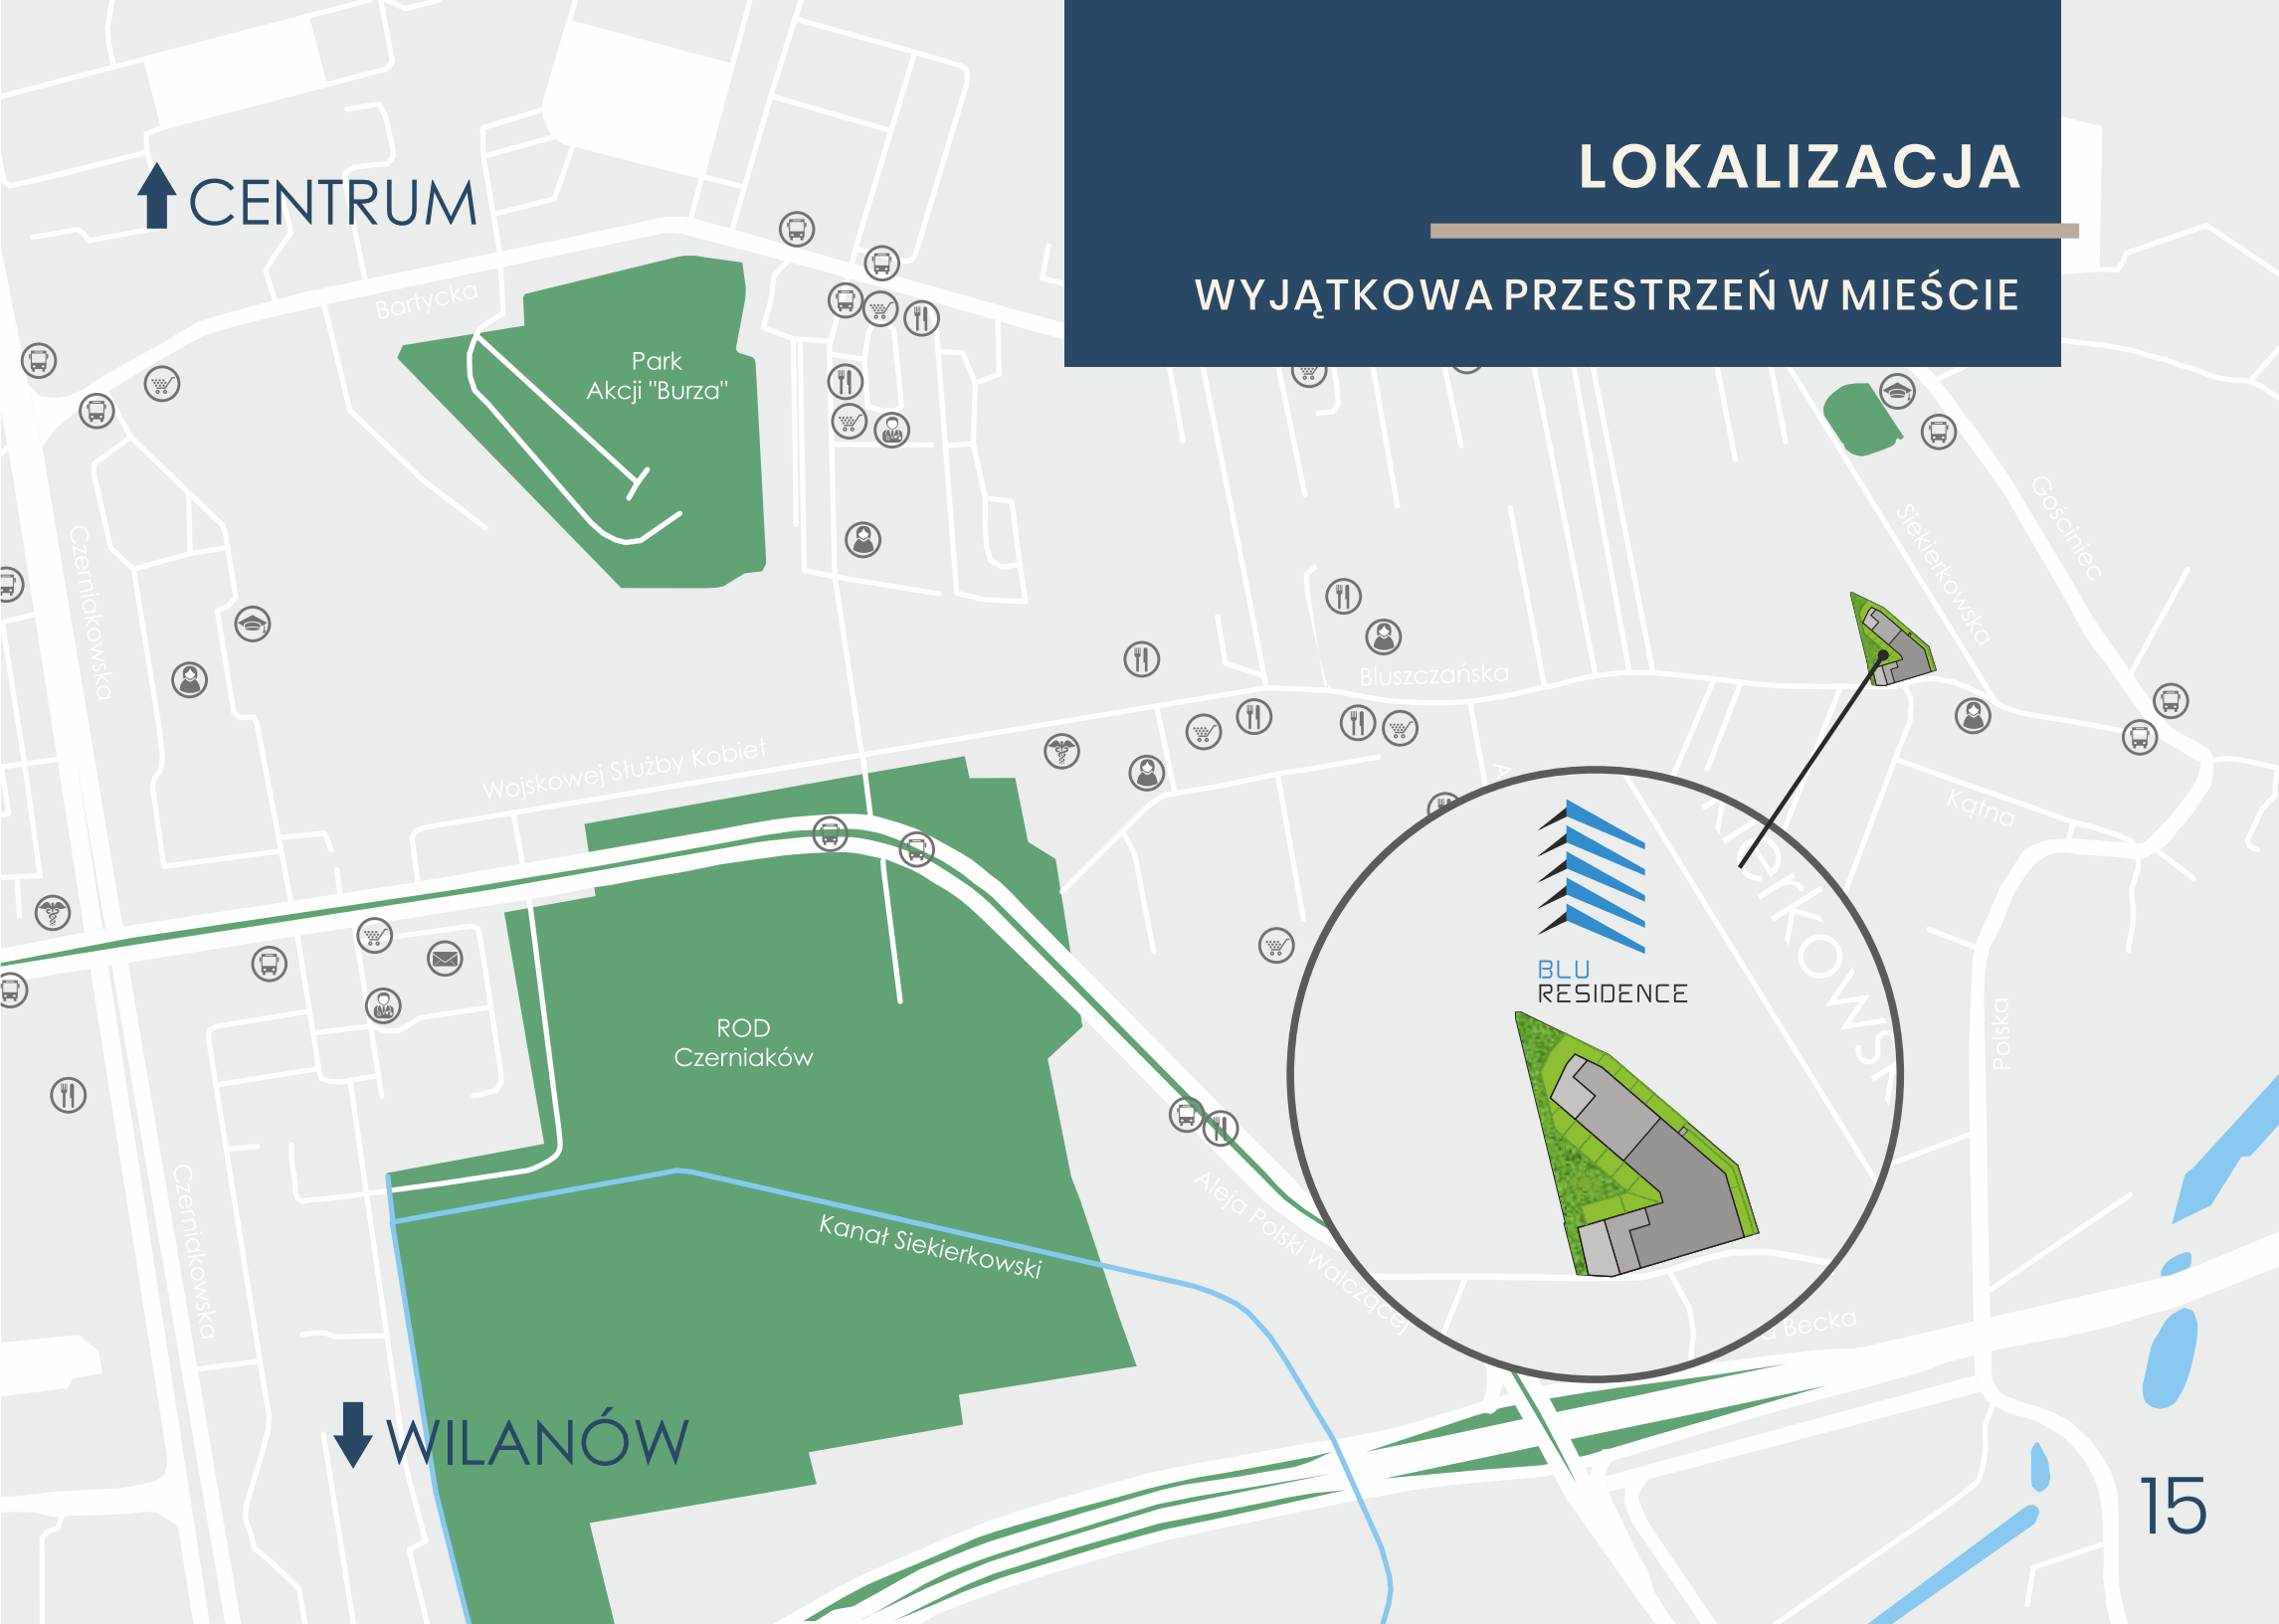 LOKALIZACJA
WYJĄTKOWA PRZESTRZEŃ W MIEŚCIE
CENTRUM
Bartycka
Park
Akcji "Burza"
Czerniakowska
Gościniec
Siekierkowska
Bluszczańska
Wojskowej Służby Kobiet
Kątna
BLU
RESIDENCE
Polska
ROD
Czerniaków
Czerniakowska
Aleja Polski Walczącej
Kanał Siekierkowski
Becka
WILANÓW
15